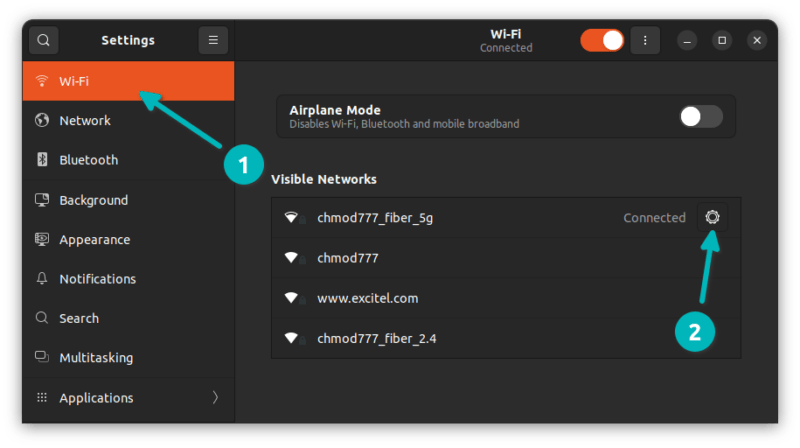 Settings
Wi-Fi
Connected
Wi-Fi
Network
Bluetooth
Background
Appearance
Notifications
Search
Multitasking
Applications
1
Airplane Mode
Disables Wi-Fi, Bluetooth and mobile broadband
Visible Networks
chmod777_fiber_5g Connected
chmod777
www.excitel.com
chmod777_fiber_2.4
2